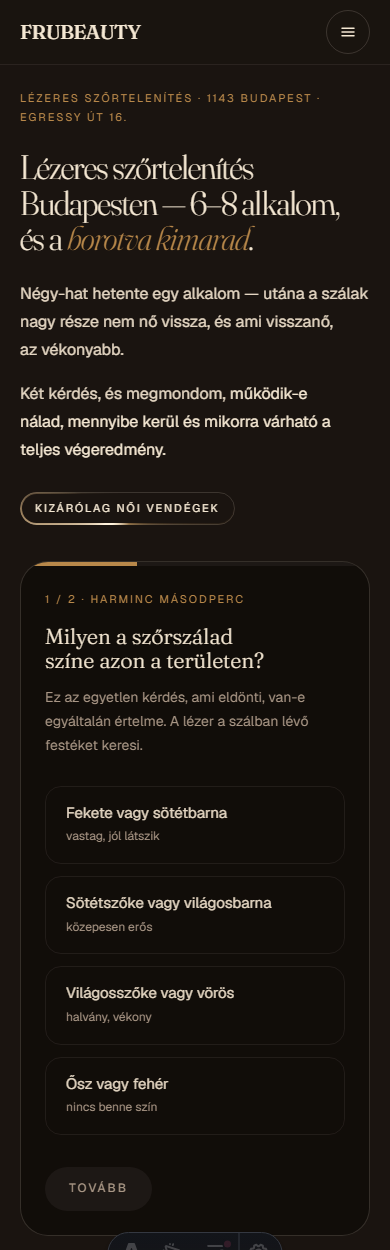 FRUBEAUTY
LÉZERES SZŐRTELENÍTÉS · 1143 BUDAPEST ·
EGRESSY ÚT 16.
Lézeres szőrtelenítés
Budapesten — 6–8 alkalom,
és a borotva kimarad.
Négy-hat hetente egy alkalom — utána a szálak
nagy része nem nő vissza, és ami visszanő,
az vékonyabb.
Két kérdés, és megmondom, működik-e
nálad, mennyibe kerül és mikorra várható a
teljes végeredmény.
KIZÁRÓLAG NŐI VENDÉGEK
1 / 2 · HARMINC MÁSODPERC
Milyen a szőrszálad
színe azon a területen?
Ez az egyetlen kérdés, ami eldönti, van-e
egyáltalán értelme. A lézer a szálban lévő
festéket keresi.
Fekete vagy sötétbarna
vastag, jól látszik
Sötétszőke vagy világosbarna
közepesen erős
Világosszőke vagy vörös
halvány, vékony
Ősz vagy fehér
nincs benne szín
TOVÁBB